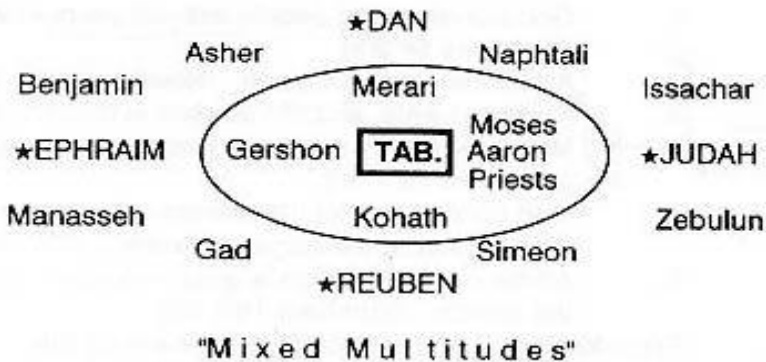 ★DAN
Asher Naphtali
Benjamin Merari Issachar
Moses
★EPHRAIM Gershon TAB. Aaron ★JUDAH
Priests
Manasseh Kohath Zebulun
Gad Simeon
★REUBEN
"Mixed Multitudes"